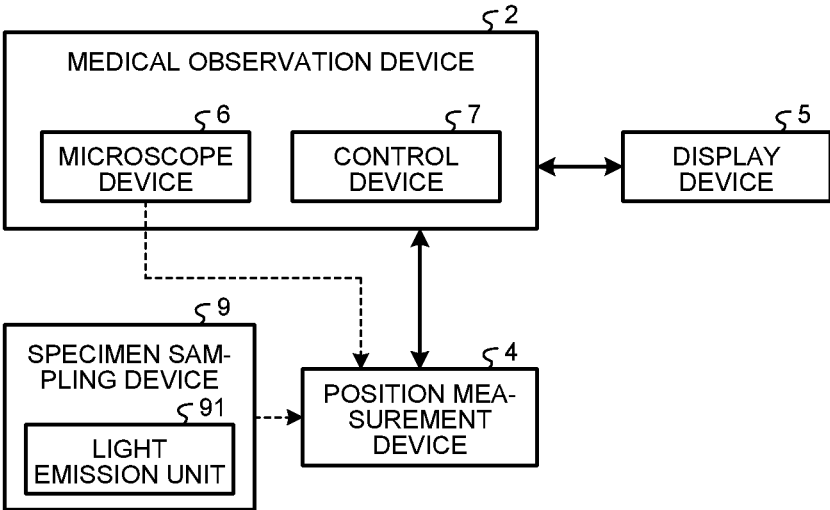 2
MEDICAL OBSERVATION DEVICE
6
MICROSCOPE
DEVICE
7
CONTROL
DEVICE
5
DISPLAY
DEVICE
9
SPECIMEN SAM-
PLING DEVICE
91
LIGHT
EMISSION UNIT
4
POSITION MEA-
SUREMENT
DEVICE